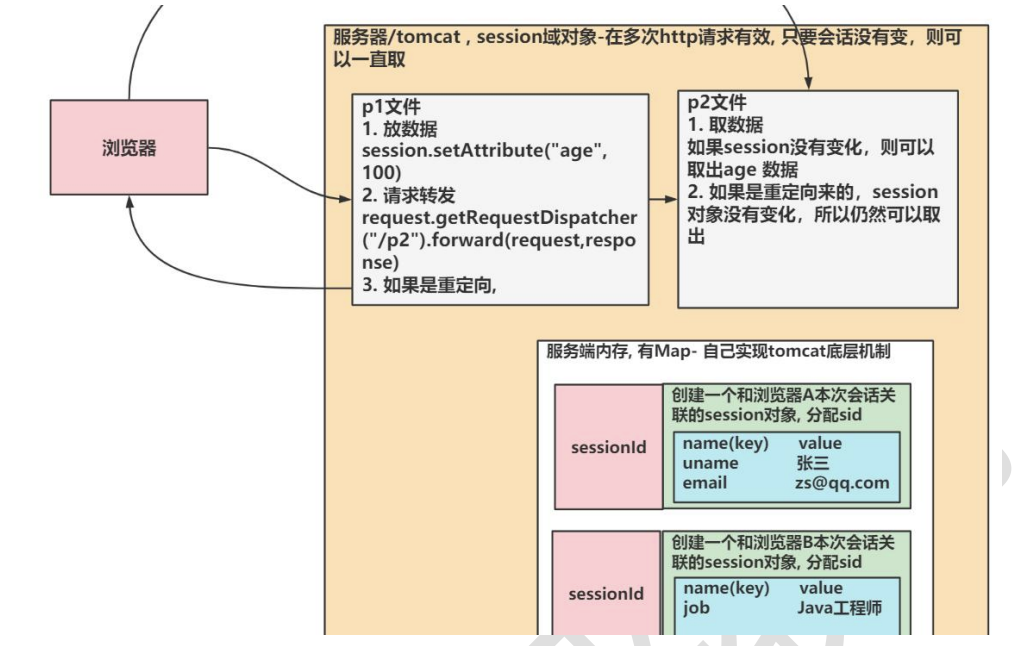 服务器/tomcat , session域对象-在多次http请求有效, 只要会话没有变，则可
以一直取
浏览器
p1文件
1. 放数据
session.setAttribute("age",
100)
2. 请求转发
request.getRequestDispatcher
("/p2").forward(request,respo
nse)
3. 如果是重定向,
p2文件
1. 取数据
如果session没有变化，则可以
取出age 数据
2. 如果是重定向来的，session
对象没有变化，所以仍然可以取
出
服务端内存, 有Map- 自己实现tomcat底层机制
sessionId
创建一个和浏览器A本次会话关
联的session对象, 分配sid
name(key) value
uname 张三
email zs@qq.com
sessionId
创建一个和浏览器B本次会话关
联的session对象, 分配sid
name(key) value
job Java工程师